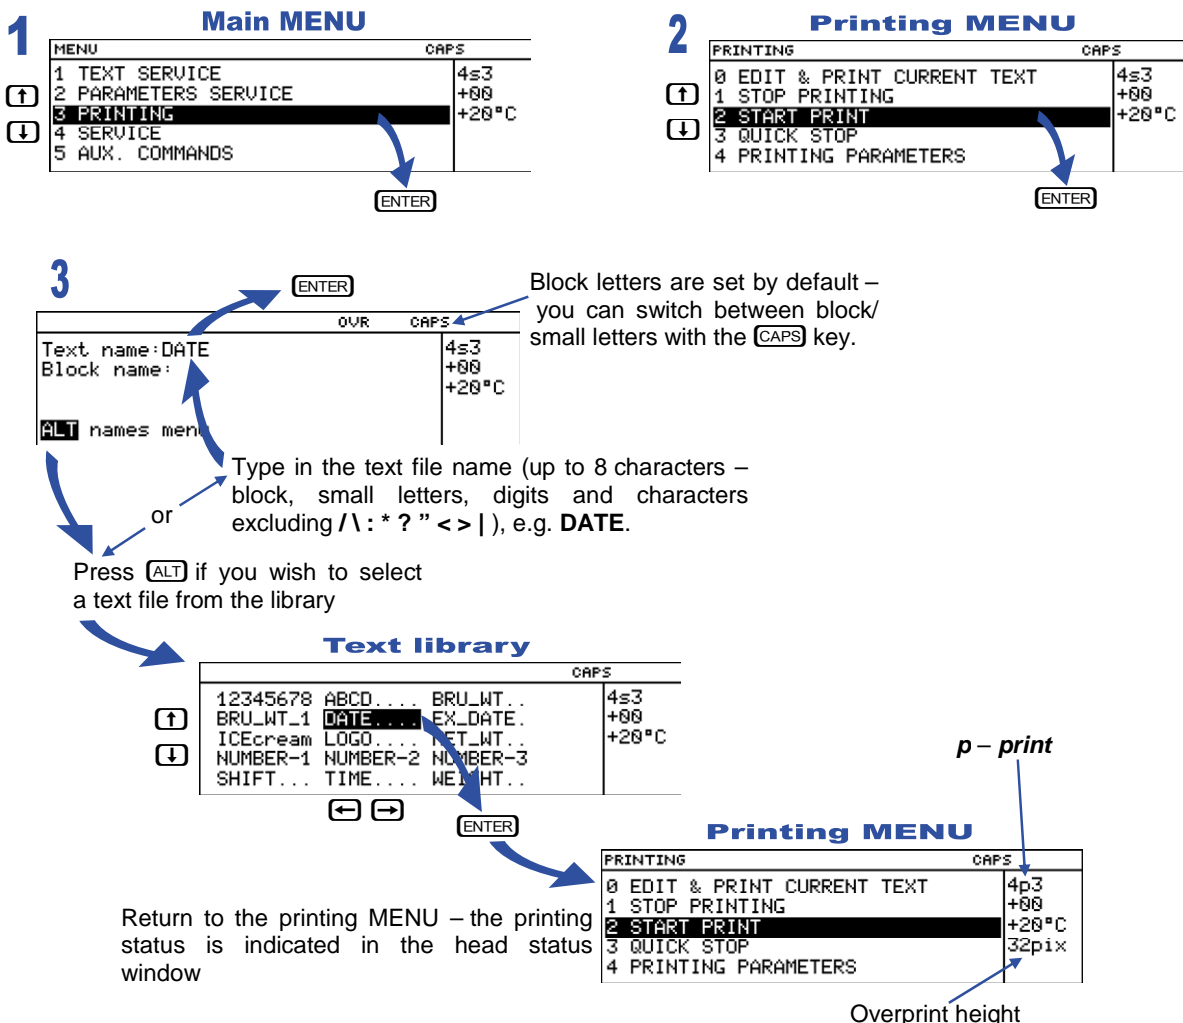 1
Main MENU
MENU CAPS
1 TEXT SERVICE
2 PARAMETERS SERVICE
3 PRINTING
4 SERVICE
5 AUX. COMMANDS
4s3
+00
+20°C
ENTER
2
Printing MENU
PRINTING CAPS
0 EDIT & PRINT CURRENT TEXT
1 STOP PRINTING
2 START PRINT
3 QUICK STOP
4 PRINTING PARAMETERS
4s3
+00
+20°C
ENTER
3
ENTER
Block letters are set by default –
you can switch between block/
small letters with the CAPS key.
OVR CAPS
Text name:DATE
Block name:
ALT names menu
4s3
+00
+20°C
Type in the text file name (up to 8 characters –
block, small letters, digits and characters
excluding / \ : * ? ” < > | ), e.g. DATE.
or
Press ALT if you wish to select
a text file from the library
Text library
CAPS
12345678 ABCD.... BRU_WT..
BRU_WT_1 DATE.... EX_DATE.
ICEcream LOGO.... NET_WT..
NUMBER-1 NUMBER-2 NUMBER-3
SHIFT... TIME.... WEIGHT..
4s3
+00
+20°C
↑
↓
← →
ENTER
p – print
Printing MENU
PRINTING CAPS
0 EDIT & PRINT CURRENT TEXT
1 STOP PRINTING
2 START PRINT
3 QUICK STOP
4 PRINTING PARAMETERS
4p3
+00
+20°C
32pix
Return to the printing MENU – the printing
status is indicated in the head status
window
Overprint height